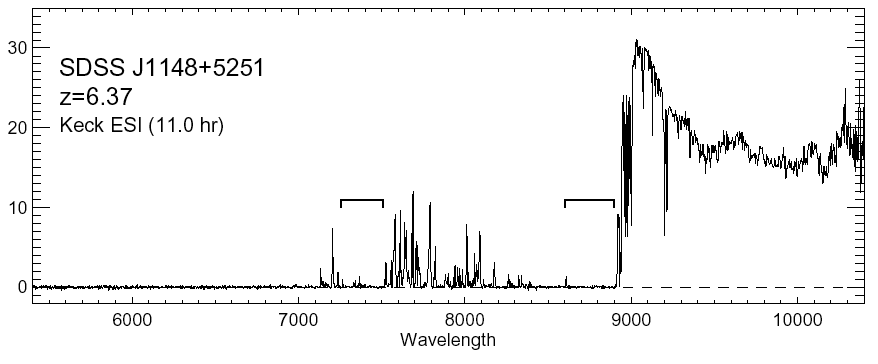 30
20
10
0
SDSS J1148+5251
z=6.37
Keck ESI (11.0 hr)
6000 7000 8000 9000 10000
Wavelength